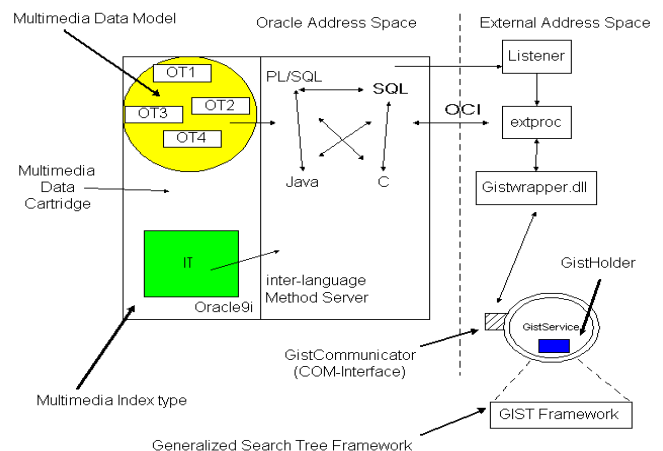 Multimedia Data Model
Oracle Address Space
External Address Space
OT1
OT2
OT3
OT4
PL/SQL
SQL
Listener
OCI
extproc
Multimedia
Data
Cartridge
Java
C
Gistwrapper.dll
IT
inter-language
Method Server
Oracle9i
GistHolder
GistService
GistCommunicator
(COM-Interface)
Multimedia Index type
GIST Framework
Generalized Search Tree Framework